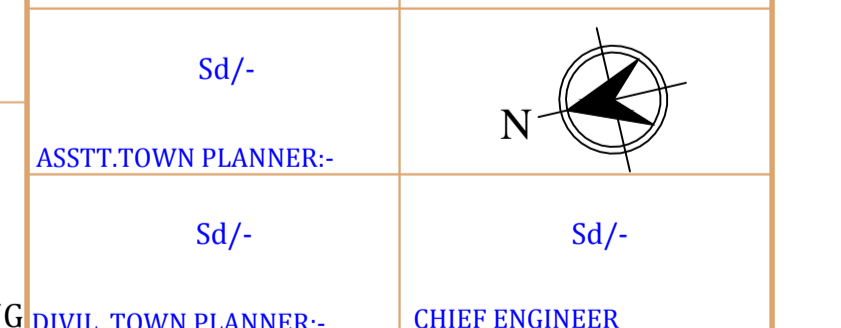 Sd/-
N
ASSTT.TOWN PLANNER:-
Sd/-
Sd/-
G
DIVIL. TOWN PLANNER:-
CHIEF ENGINEER